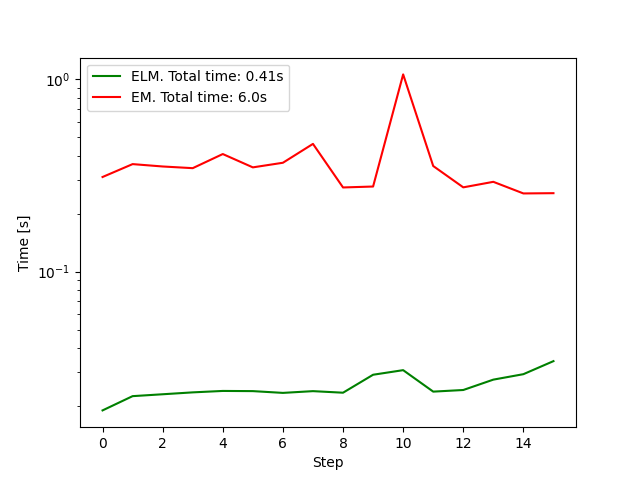 ELM. Total time: 0.41s
EM. Total time: 6.0s
10⁰
10⁻¹
Time [s]
0 2 4 6 8 10 12 14
Step